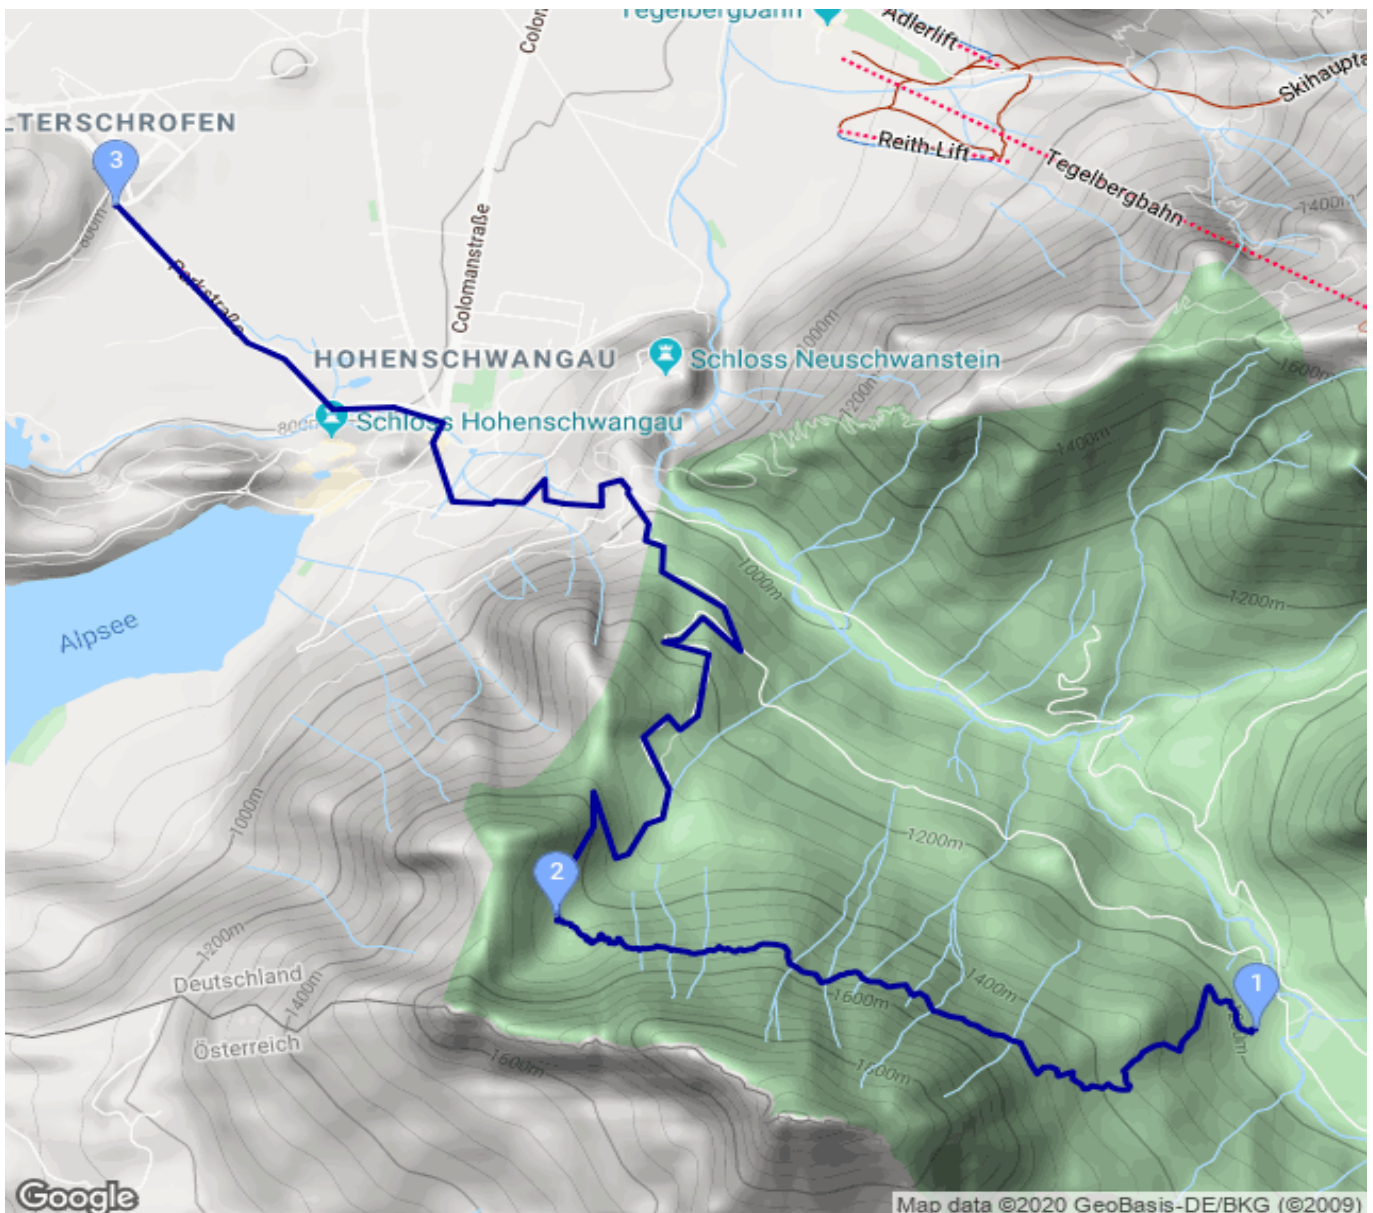 Tegelbergbahn
Adlerlift
Skihaupta
LTERSCHROFEN
3
Reith-Lift
Tegelbergbahn
1400m
800m
Parkstraße
Colomanstraße
HOHENSCHWANGAU
Schloss Neuschwanstein
1000m
1200m
1600m
800m
Schloss Hohenschwangau
1400m
1000m
1200m
Alpsee
1000m
1200m
2
1200m
Deutschland
1400m
1400m
1600m
1
Österreich
1600m
Google
Map data ©2020 GeoBasis-DE/BKG (©2009)